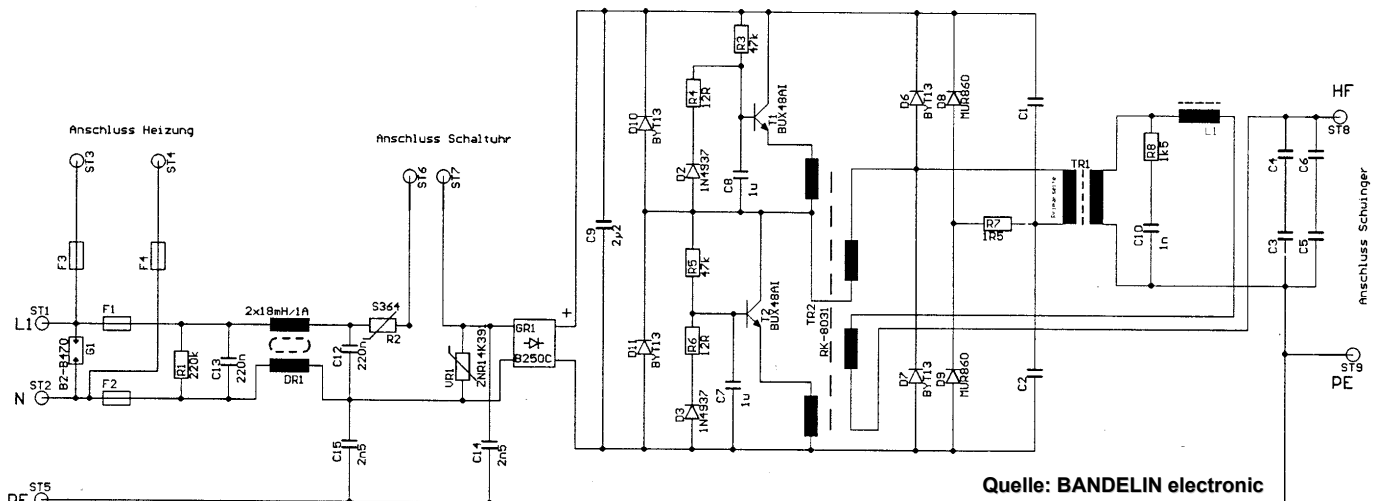 Anschluss Heizung
ST3
ST4
F3
F4
L1
ST1
F1
G1
B2-B470
N
ST2
F2
PE
ST5
R1
220k
C13
220n
2x18mH/1A
DR1
C12
220n
S364
R2
C15
2n5
Anschluss Schaltuhr
ST6
ST7
VR1
ZNR14K391
C14
2n5
GR1
B250C
+
C9
2µ2
D10
BYT13
D11
BYT13
R3
47k
R4
12R
D2
1N4937
C8
1u
T1
BUX48AI
R5
47k
R6
12R
D3
1N4937
C7
1u
T2
BUX48AI
TR2
RK-8031
D6
BYT13
D8
MUR860
D7
BYT13
D9
MUR860
R7
1R5
C1
C2
TR1
Primarseite
R8
1k5
C10
1n
L1
C4
C6
C3
C5
HF
ST8
Anschluss Schwinger
ST9
PE
Quelle: BANDELIN electronic